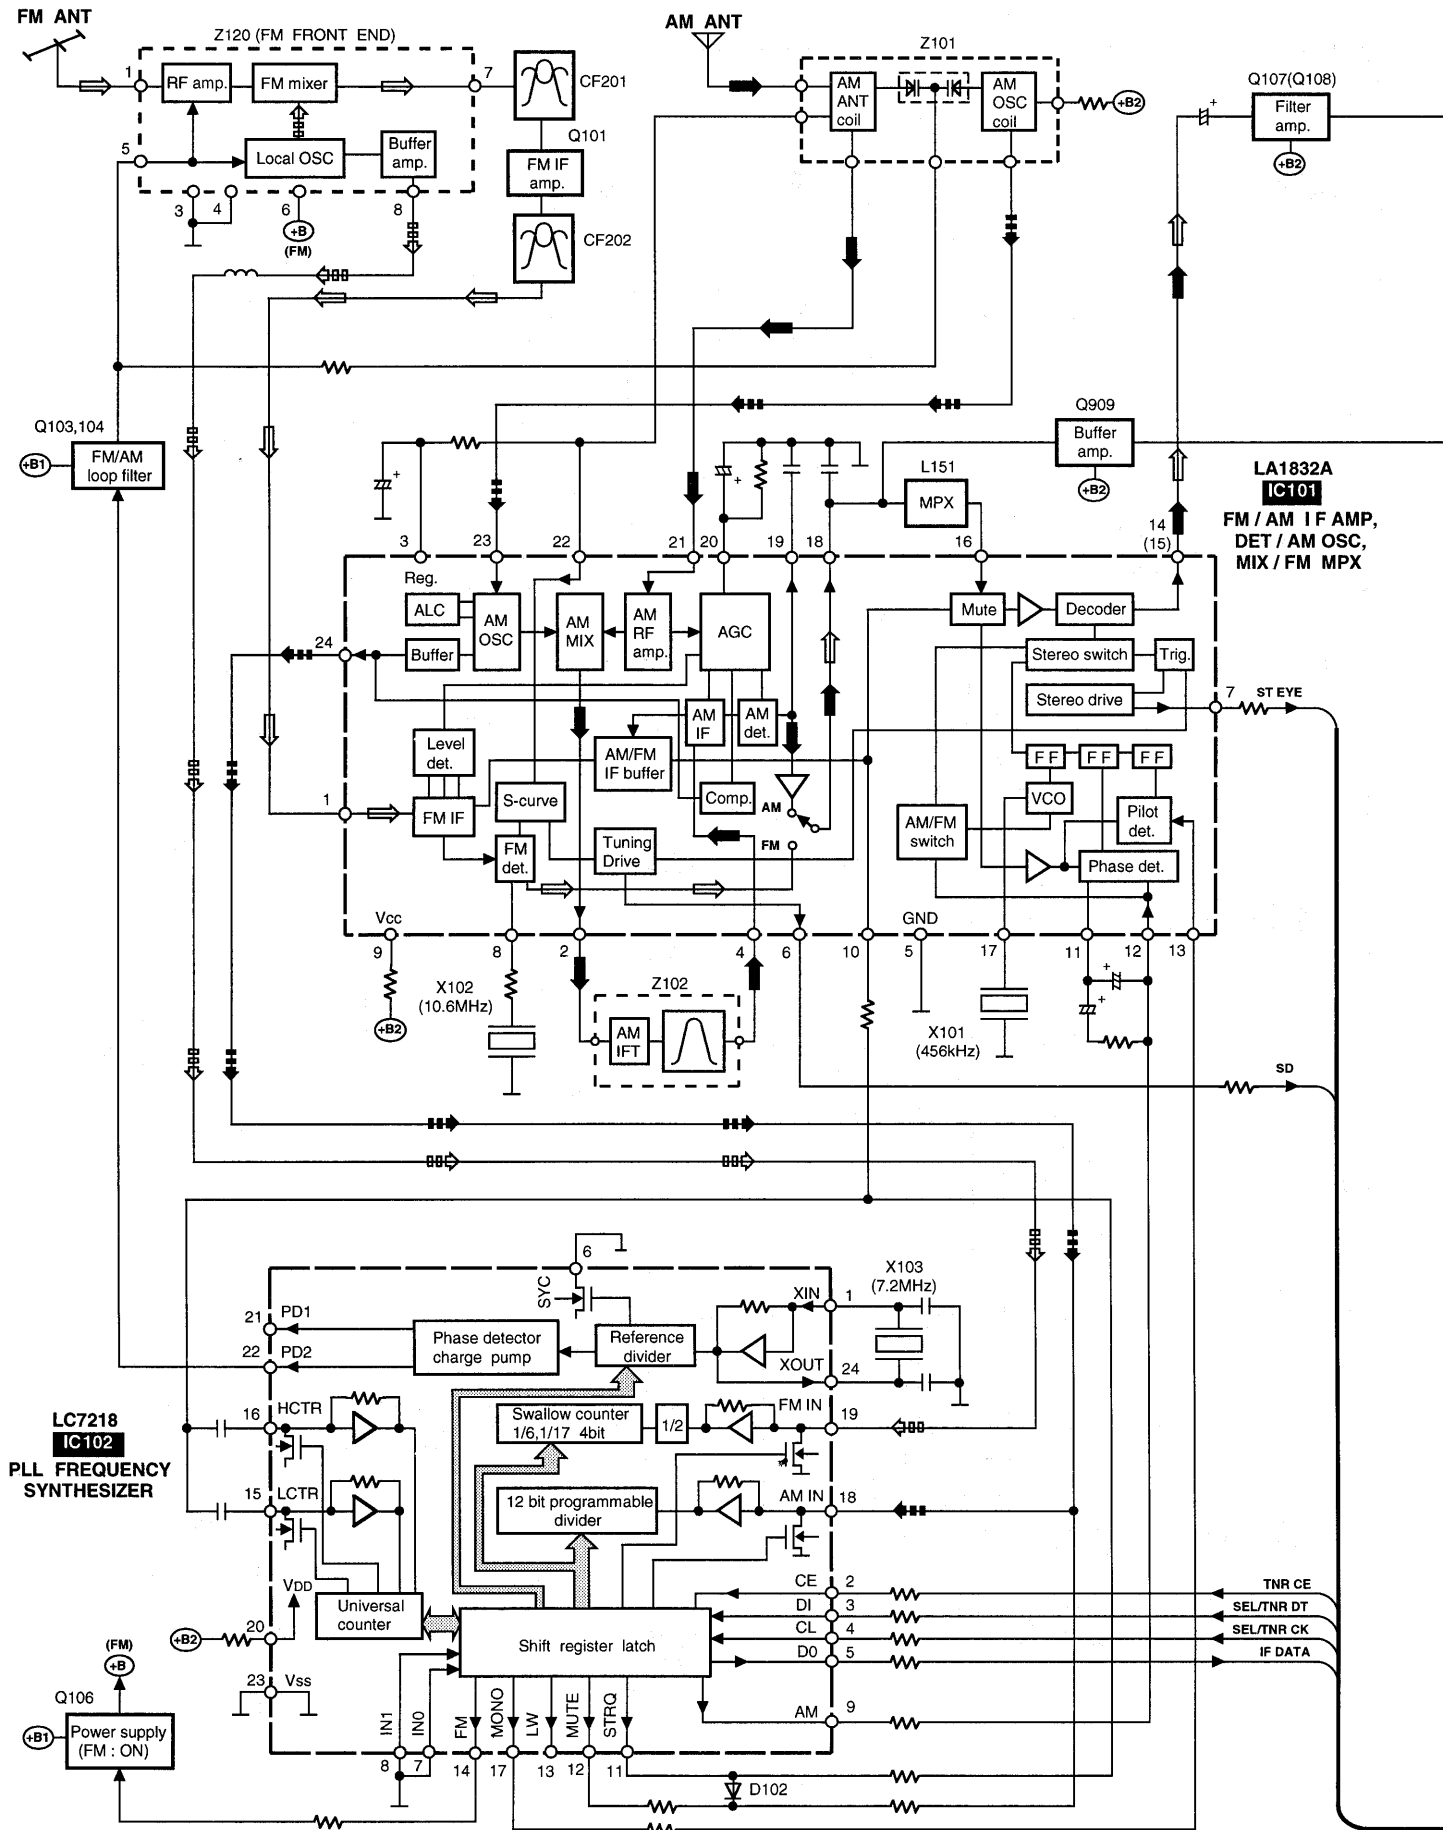 FM ANT
AM ANT
Z120 (FM FRONT END)
Z101
1
RF amp.
FM mixer
7
CF201
AM
ANT
coil
AM
OSC
coil
+B2
Q107(Q108)
Filter
amp.
+
+B2
5
Local OSC
Buffer
amp.
Q101
FM IF
amp.
3
4
6
8
+B
(FM)
CF202
Q103,104
+B1
FM/AM
loop filter
Q909
Buffer
amp.
+B2
L151
MPX
LA1832A
IC101
FM / AM I F AMP,
DET / AM OSC,
MIX / FM MPX
+
+
3
23
22
21
20
19
18
16
14
(15)
Reg.
ALC
AM
OSC
AM
MIX
AM
RF
amp.
AGC
Mute
Decoder
24
Buffer
Stereo switch
Trig.
Stereo drive
7
ST EYE
AM
IF
AM
det.
Level
det.
AM/FM
IF buffer
F F
F F
F F
1
FM IF
S-curve
Comp.
AM
FM
VCO
Pilot
det.
AM/FM
switch
FM
det.
Tuning
Drive
Phase det.
Vcc
GND
9
8
2
4
6
10
5
17
11
12
13
X102
(10.6MHz)
+B2
Z102
AM
IFT
X101
(456kHz)
+
+
SD
6
SYC
X103
(7.2MHz)
XIN
1
21
PD1
Phase detector
charge pump
Reference
divider
22
PD2
XOUT
24
LC7218
IC102
PLL FREQUENCY
SYNTHESIZER
16
HCTR
Swallow counter
1/6,1/17 4bit
1/2
FM IN
19
15
LCTR
12 bit programmable
divider
AM IN
18
VDD
Universal
counter
Shift register latch
CE
2
TNR CE
DI
3
SEL/TNR DT
CL
4
SEL/TNR CK
D0
5
IF DATA
+B2
20
(FM)
+B
23
Vss
Q106
+B1
Power supply
(FM : ON)
IN1
IN0
FM
MONO
LW
MUTE
STRQ
AM
9
8
7
14
17
13
12
11
D102